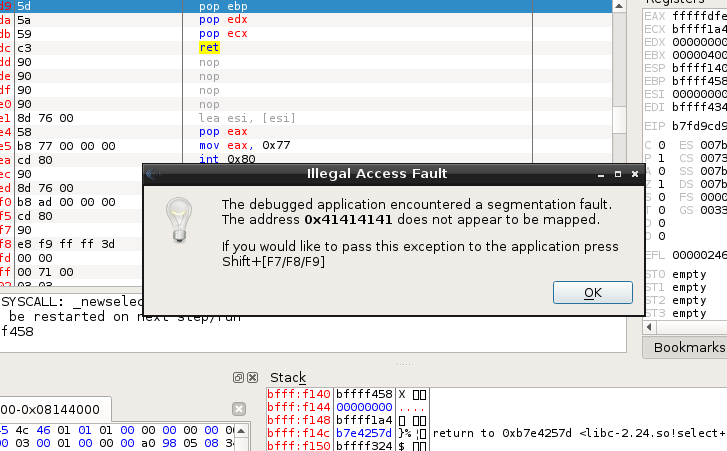 Registers
d9 5d pop ebp
da 5a pop edx
db 59 pop ecx
dc c3 ret
dd 90 nop
de 90 nop
df 90 nop
e0 90 nop
e1 8d 76 00 lea esi, [esi]
e4 58 pop eax
e5 b8 77 00 00 00 mov eax, 0x77
ea cd 80 int 0x80
ec 90
ed 8d 76 00
f0 b8 ad 00 00 00
f5 cd 80
f7 90
f8 e8 f9 ff ff 3d
fd 00 00
ff 00 71 00
EAX fffffdfe
ECX bffff1a4
EDX 00000000
EBX 00000400
ESP bffff140
EBP bffff458
ESI 00000000
EDI bffff434
EIP b7fd9cd9
C 0 ES 007b
P 1 CS 0073
A 0 SS 007b
Z 1 DS 007b
S 0 FS 0000
T 0 GS 0033
D 0
O 0
EFL 00000246
ST0 empty
ST1 empty
ST2 empty
ST3 empty
Bookmarks
Illegal Access Fault
The debugged application encountered a segmentation fault.
The address 0x41414141 does not appear to be mapped.
If you would like to pass this exception to the application press
Shift+[F7/F8/F9]
OK
SYSCALL: _newselec
be restarted on next step/run
f458
00-0x08144000
45 4c 46 01 01 01 00 00 00 00 00 00
00 03 00 01 00 00 00 a0 98 05 08 34
Stack
bfff:f140 bffff458 X
bfff:f144 00000000 ....
bfff:f148 bffff1a4
bfff:f14c b7e4257d }% return to 0xb7e4257d <libc-2.24.so!select+
bfff:f150 bffff324 $